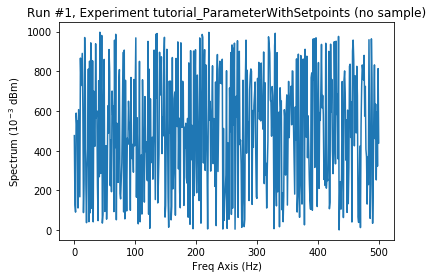 Run #1, Experiment tutorial_ParameterWithSetpoints (no sample)
1000
800
600
400
200
0
Spectrum (10⁻³ dBm)
0 100 200 300 400 500
Freq Axis (Hz)